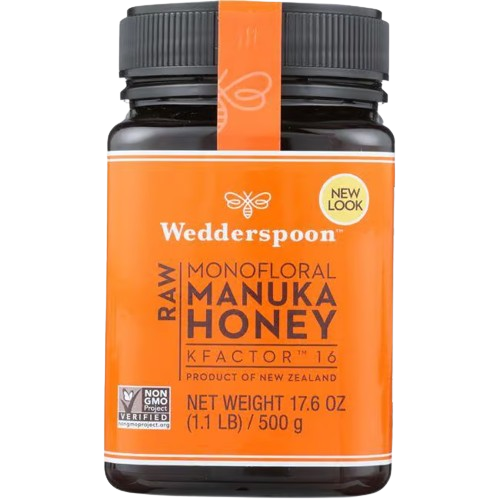 NEW
LOOK
Wedderspoon™
RAW
MONOFLORAL
MANUKA
HONEY
KFACTOR™ 16
PRODUCT OF NEW ZEALAND
NON
GMO
Project
VERIFIED
nongmoproject.org
NET WEIGHT 17.6 OZ
(1.1 LB) / 500 g